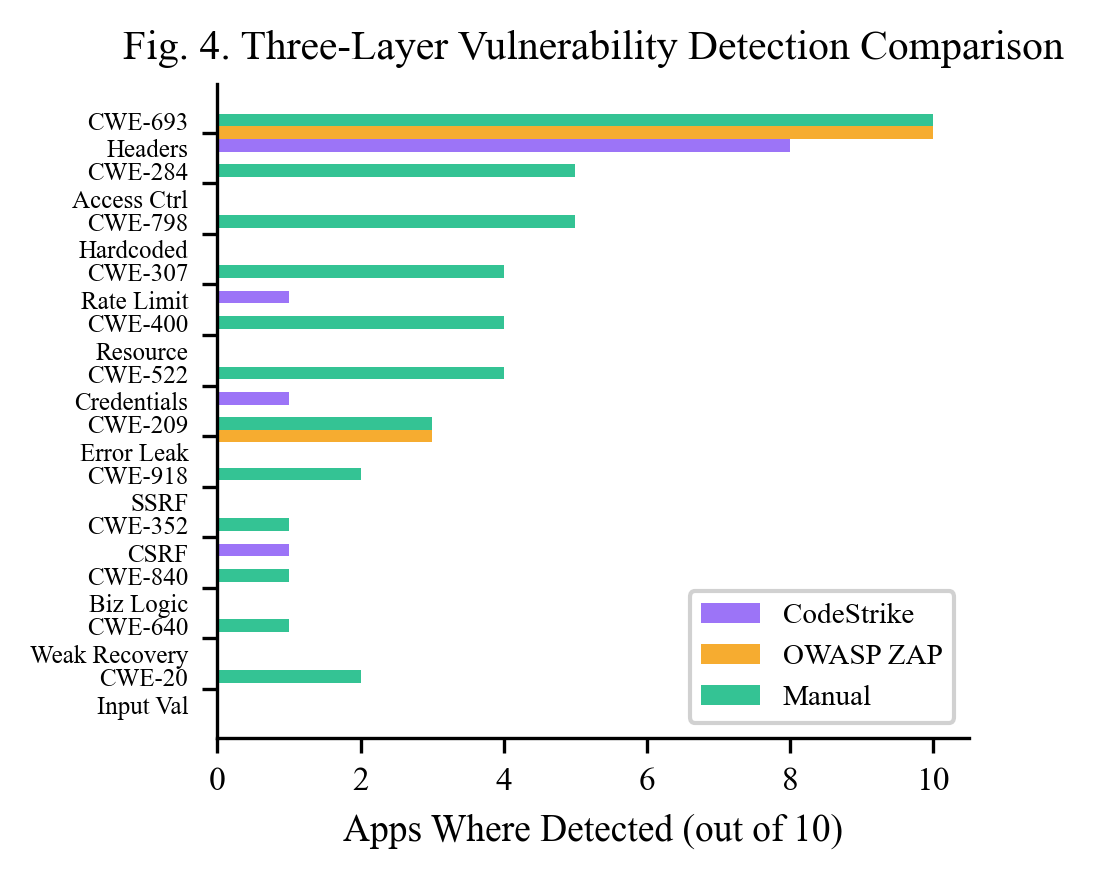 Fig. 4. Three-Layer Vulnerability Detection Comparison
CWE-693
Headers
CWE-284
Access Ctrl
CWE-798
Hardcoded
CWE-307
Rate Limit
CWE-400
Resource
CWE-522
Credentials
CWE-209
Error Leak
CWE-918
SSRF
CWE-352
CSRF
CWE-840
Biz Logic
CWE-640
Weak Recovery
CWE-20
Input Val
CodeStrike
OWASP ZAP
Manual
0 2 4 6 8 10
Apps Where Detected (out of 10)